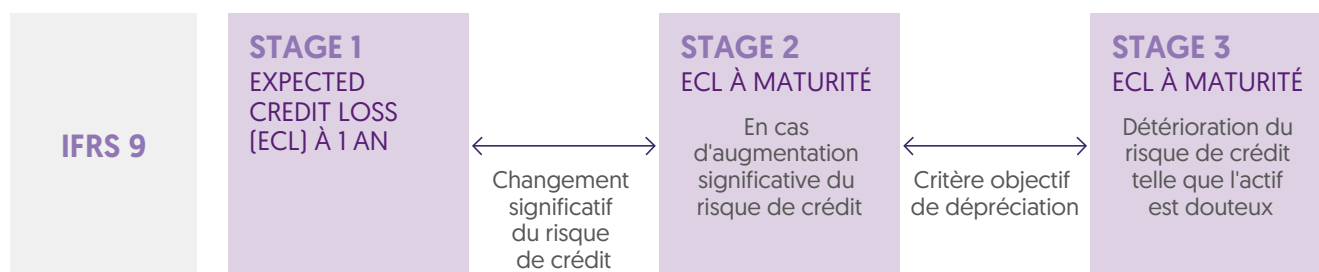 IFRS 9
STAGE 1
EXPECTED
CREDIT LOSS
(ECL) À 1 AN
Changement
significatif
du risque
de crédit
STAGE 2
ECL À MATURITÉ
En cas
d'augmentation
significative du
risque de crédit
Critère objectif
de dépréciation
STAGE 3
ECL À MATURITÉ
Détérioration du
risque de crédit
telle que l'actif
est douteux